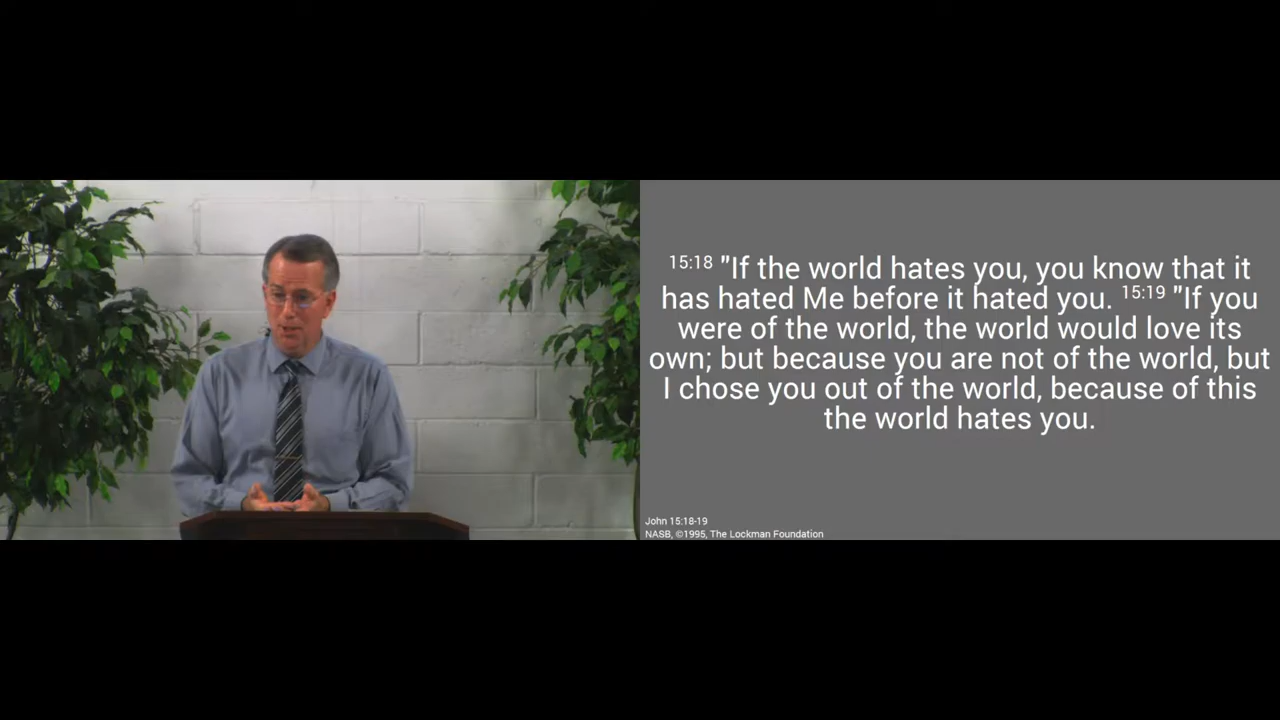 15:18 "If the world hates you, you know that it
has hated Me before it hated you. 15:19 "If you
were of the world, the world would love its
own; but because you are not of the world, but
I chose you out of the world, because of this
the world hates you.
John 15:18-19
NASB, ©1995, The Lockman Foundation